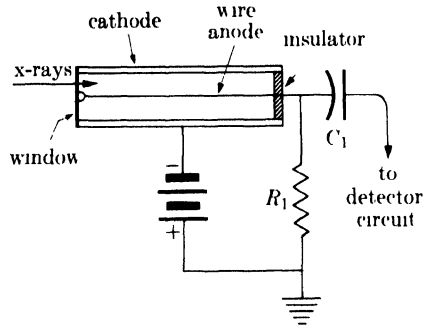 cathode
wire
anode
insulator
x-rays
window
C1
−
+
R1
to
detector
circuit